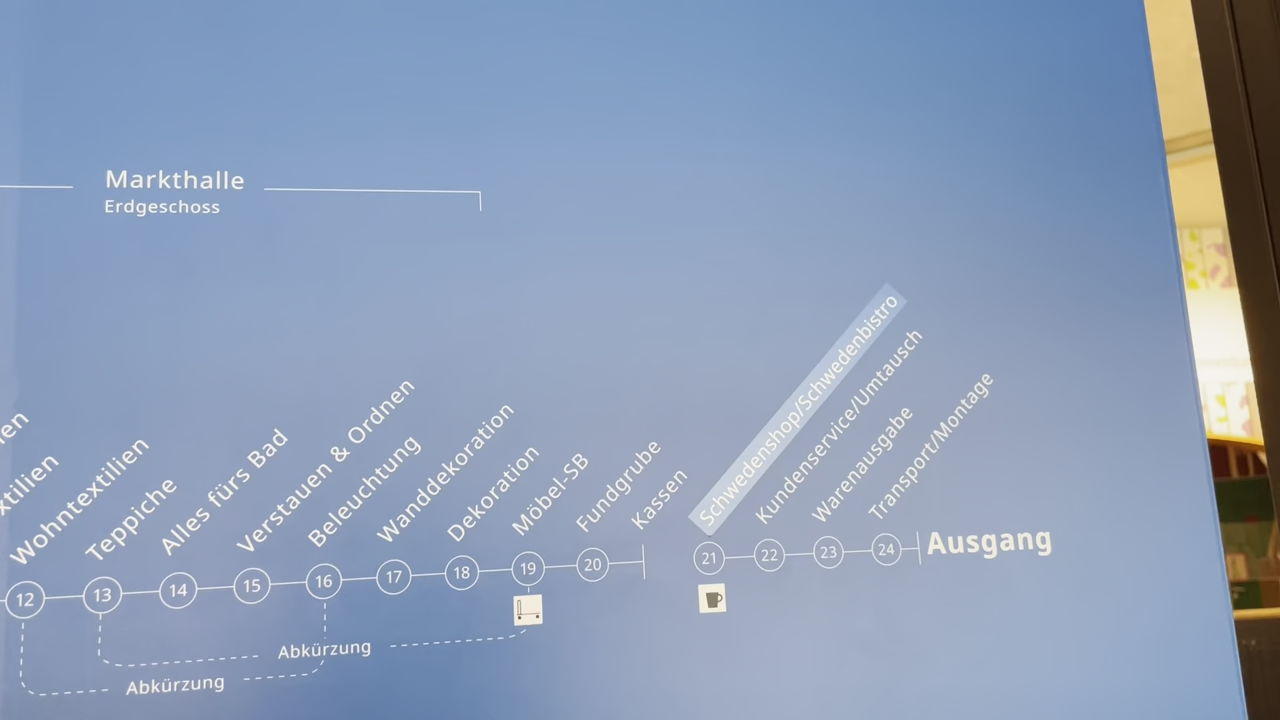 Markthalle
Erdgeschoss
Wohntextilien
Teppiche
Alles fürs Bad
Verstauen & Ordnen
Beleuchtung
Wanddekoration
Dekoration
Möbel-SB
Fundgrube
Kassen
Schwedenshop/Schwedenbistro
Kundenservice/Umtausch
Warenausgabe
Transport/Montage
12 13 14 15 16 17 18 19 20 21 22 23 24 Ausgang
Abkürzung
Abkürzung